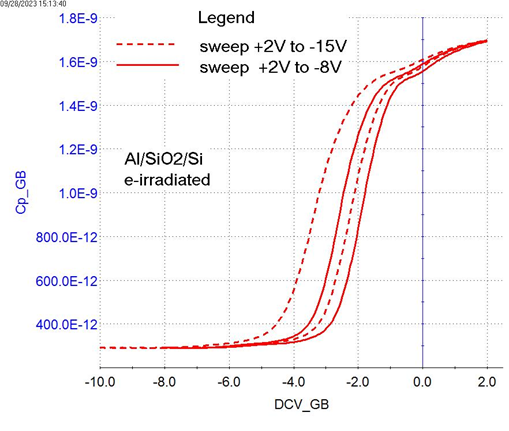 09/28/2023 15:13:40
Legend
sweep +2V to -15V
sweep +2V to -8V
Al/SiO2/Si
e-irradiated
Cp_GB
1.8E-9
1.6E-9
1.4E-9
1.2E-9
1.0E-9
800.0E-12
600.0E-12
400.0E-12
-10.0 -8.0 -6.0 -4.0 -2.0 0.0 2.0
DCV_GB